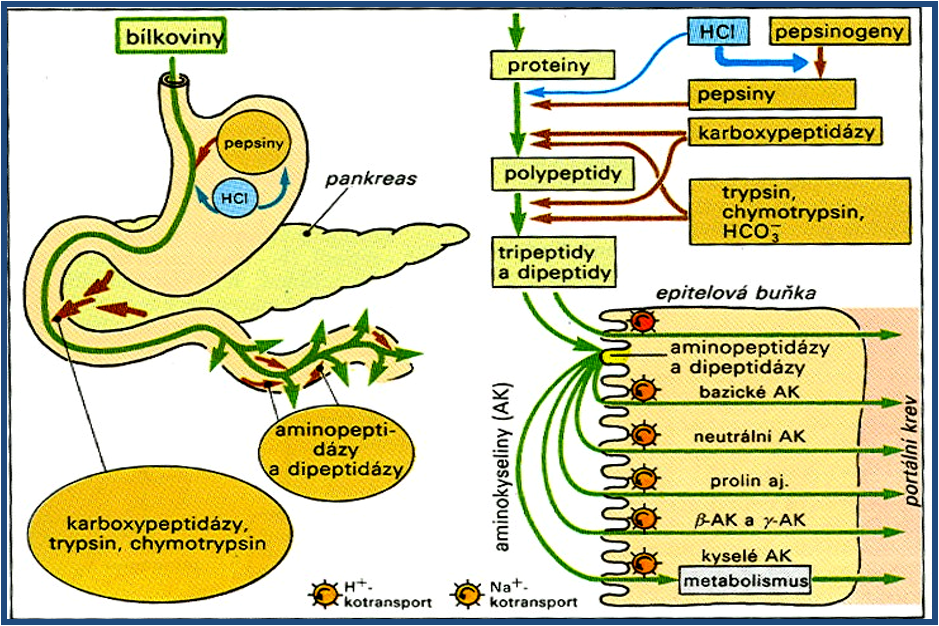 bílkoviny
pepsiny
HCl
pankreas
aminopepti-
dázy
a dipeptidázy
karboxypeptidázy,
trypsin, chymotrypsin
HCl
pepsinogeny
proteiny
pepsiny
karboxypeptidázy
polypeptidy
trypsin,
chymotrypsin,
HCO₃⁻
tripeptidy
a dipeptidy
epitelová buňka
aminopeptidázy
a dipeptidázy
bazické AK
neutrální AK
prolin aj.
β-AK a γ-AK
kyselé AK
metabolismus
aminokyseliny (AK)
portální krev
H⁺-
kotransport
Na⁺-
kotransport